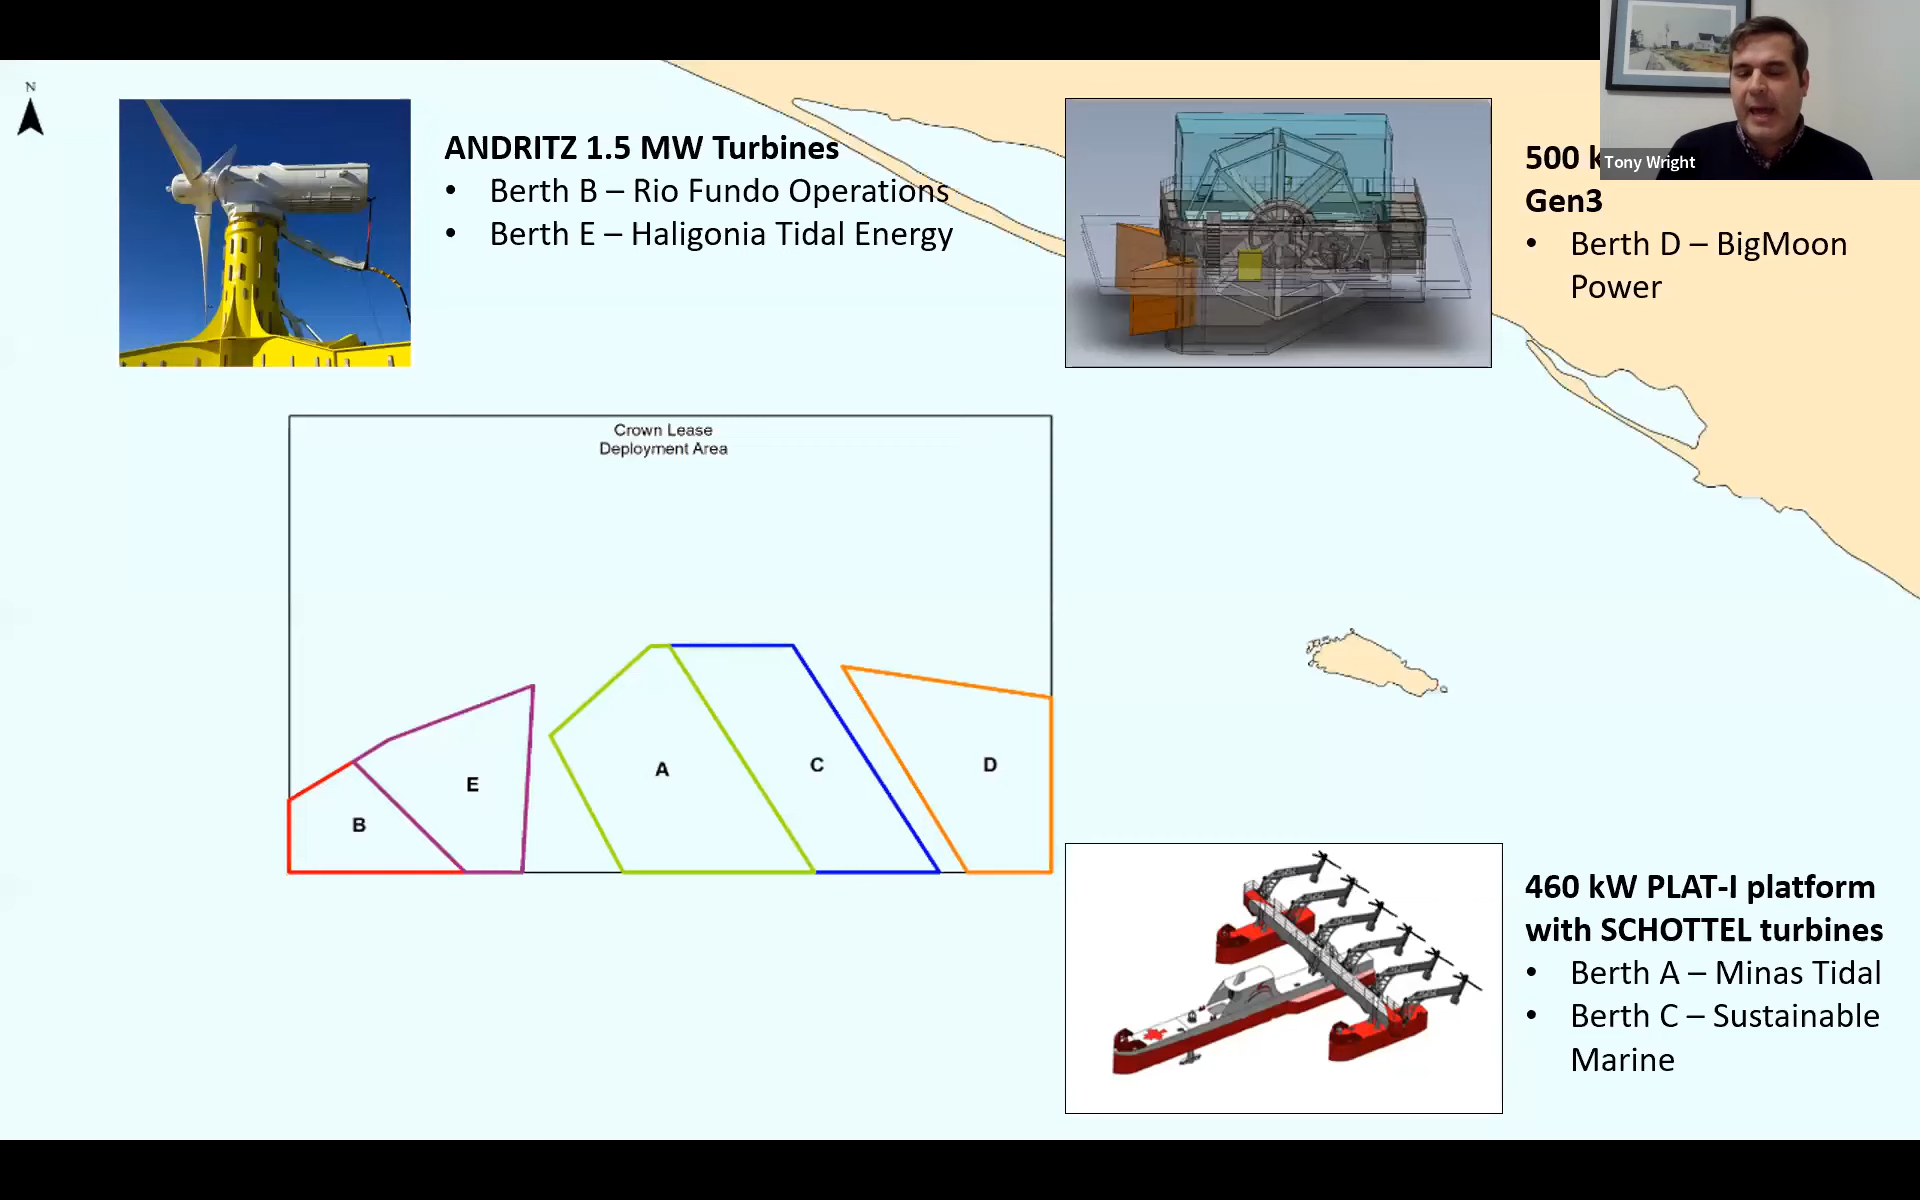 N
ANDRITZ 1.5 MW Turbines
• Berth B – Rio Fundo Operations
• Berth E – Haligonia Tidal Energy
500 k
Gen3
• Berth D – BigMoon
Power
Tony Wright
Crown Lease
Deployment Area
B
E
A
C
D
460 kW PLAT-I platform
with SCHOTTEL turbines
• Berth A – Minas Tidal
• Berth C – Sustainable
Marine